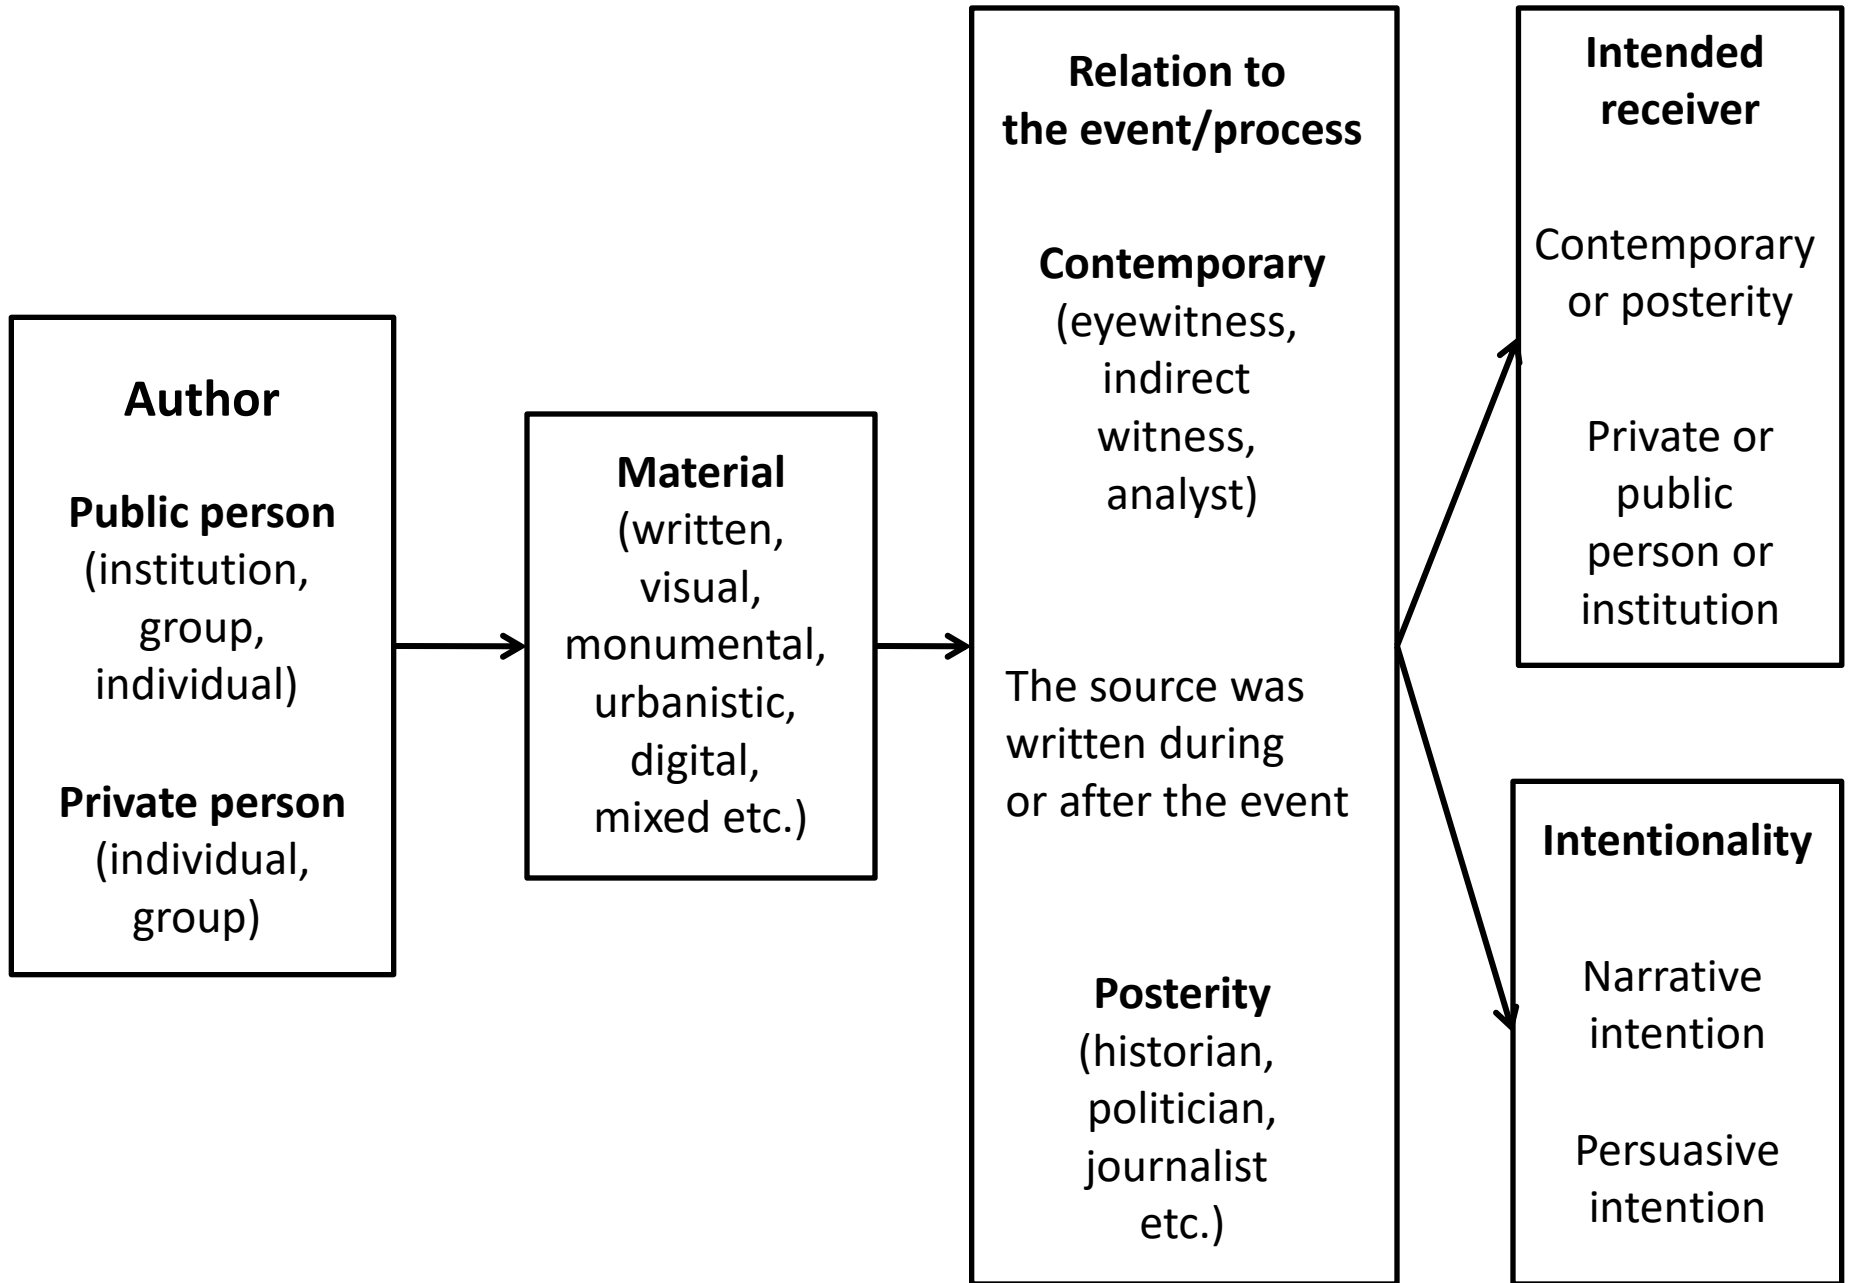 Author
Public person
(institution,
group,
individual)
Private person
(individual,
group)
Material
(written,
visual,
monumental,
urbanistic,
digital,
mixed etc.)
Relation to
the event/process
Contemporary
(eyewitness,
indirect
witness,
analyst)
The source was
written during
or after the event
Posterity
(historian,
politician,
journalist
etc.)
Intended
receiver
Contemporary
or posterity
Private or
public
person or
institution
Intentionality
Narrative
intention
Persuasive
intention